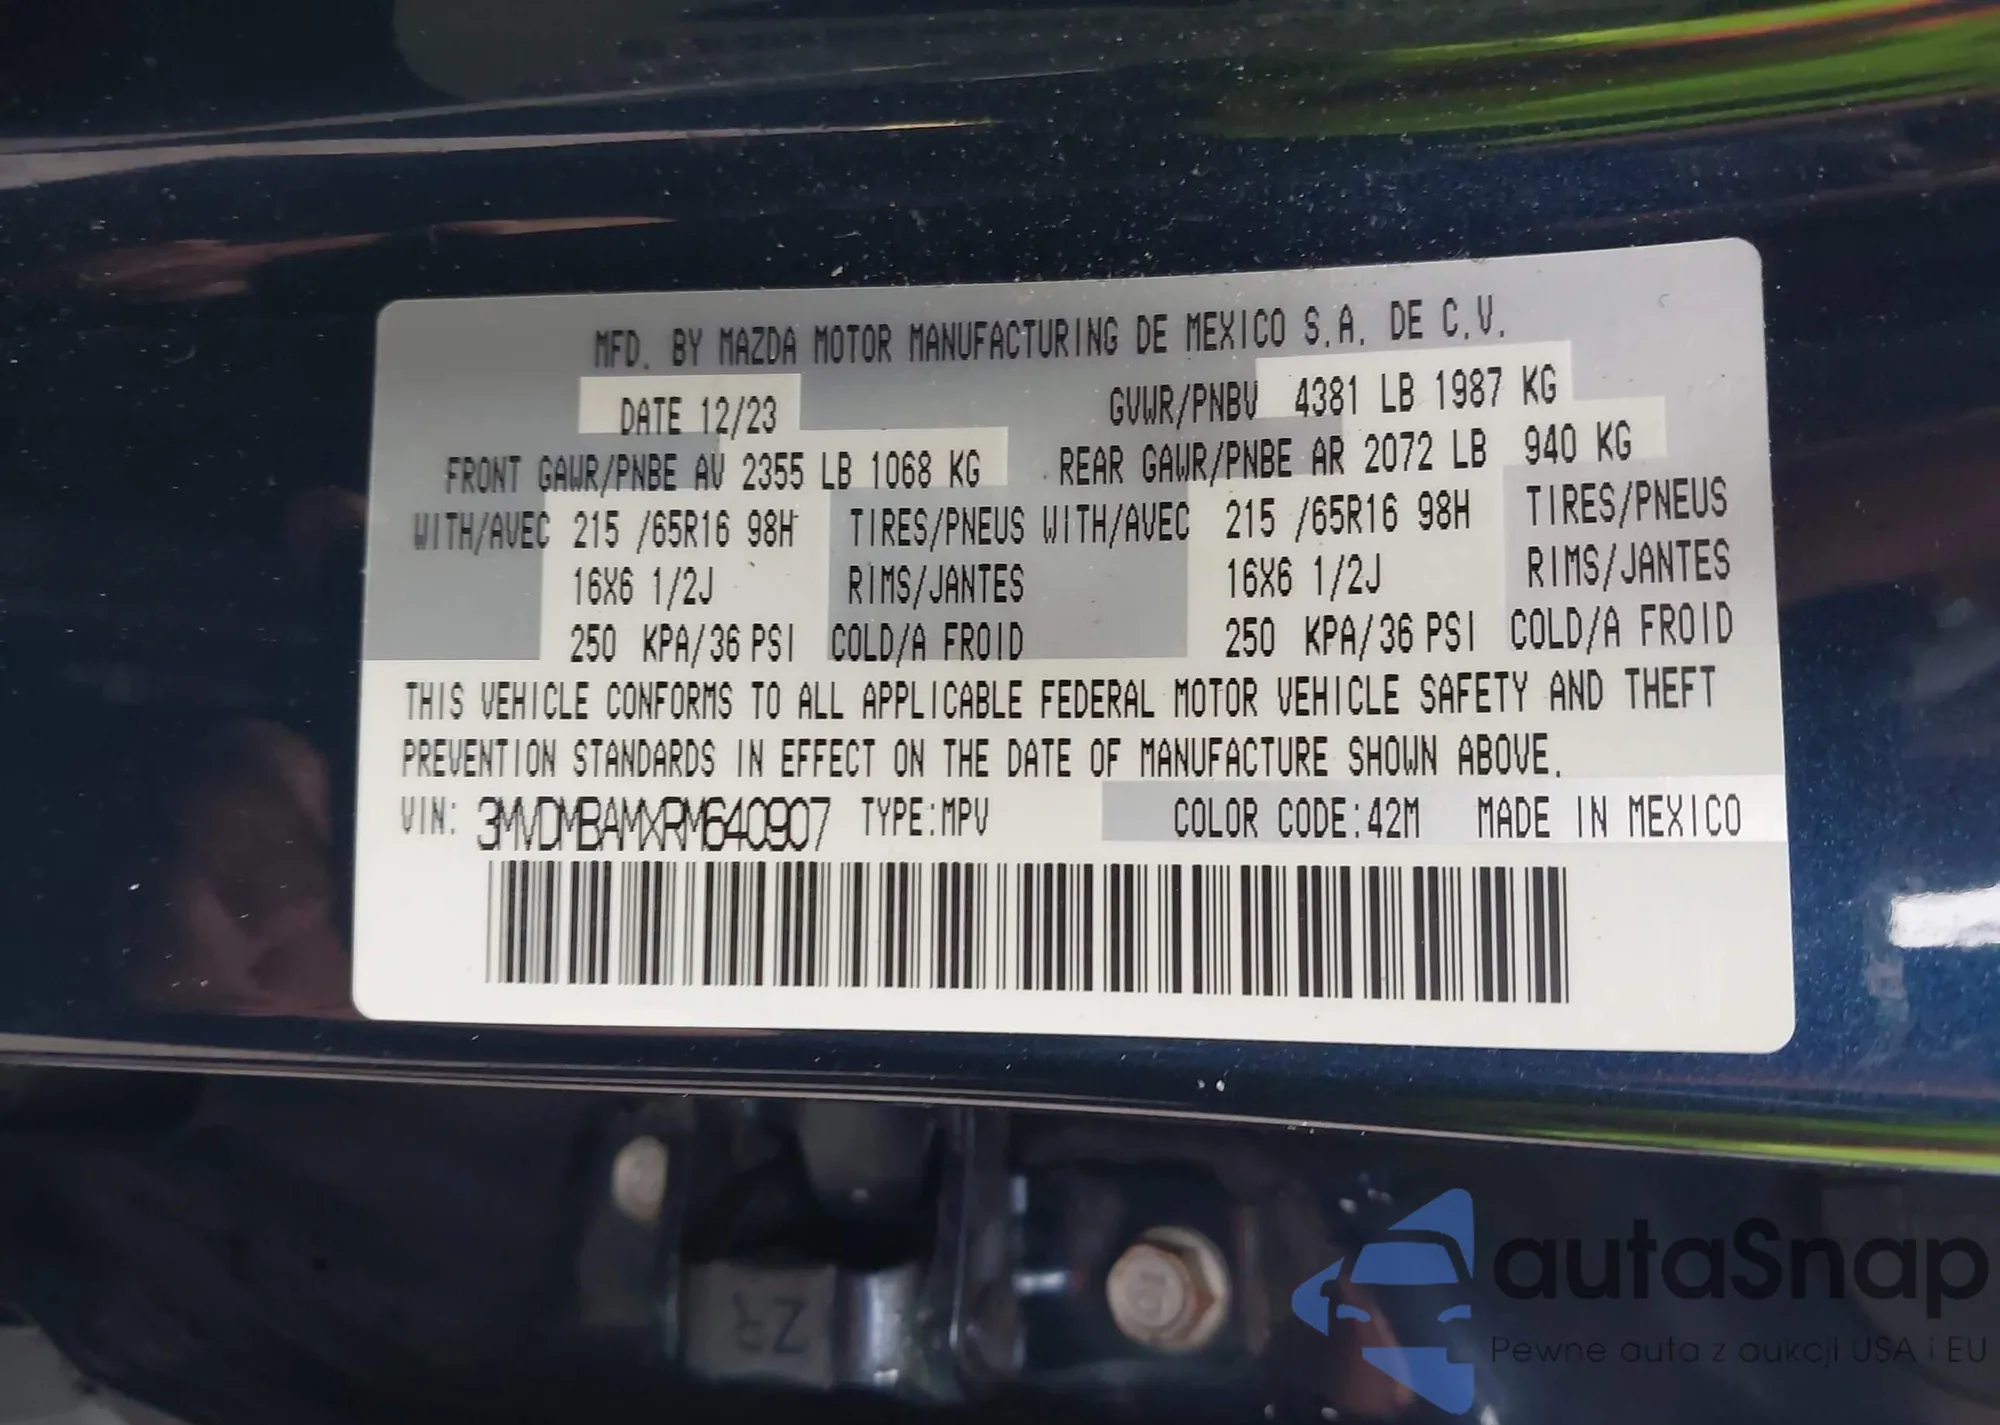 MFD. BY MAZDA MOTOR MANUFACTURING DE MEXICO S.A. DE C.V.
DATE 12/23 GVWR/PNBV 4381 LB 1987 KG
FRONT GAWR/PNBE AV 2355 LB 1068 KG REAR GAWR/PNBE AR 2072 LB 940 KG
WITH/AVEC 215 /65R16 98H TIRES/PNEUS WITH/AVEC 215 /65R16 98H TIRES/PNEUS
16X6 1/2J RIMS/JANTES 16X6 1/2J RIMS/JANTES
250 KPA/36 PSI COLD/A FROID 250 KPA/36 PSI COLD/A FROID
THIS VEHICLE CONFORMS TO ALL APPLICABLE FEDERAL MOTOR VEHICLE SAFETY AND THEFT
PREVENTION STANDARDS IN EFFECT ON THE DATE OF MANUFACTURE SHOWN ABOVE.
VIN: 3MVDMBAMXRM640907 TYPE:MPV COLOR CODE:42M MADE IN MEXICO
autaSnap
Pewne auta z aukcji USA i EU